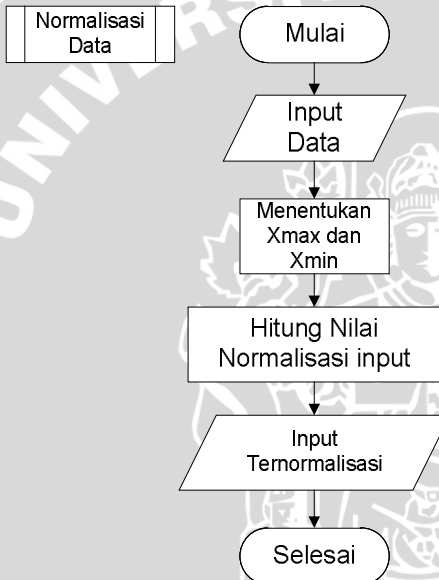 Normalisasi
Data
Mulai
Input
Data
Menentukan
Xmax dan
Xmin
Hitung Nilai
Normalisasi input
Input
Ternormalisasi
Selesai